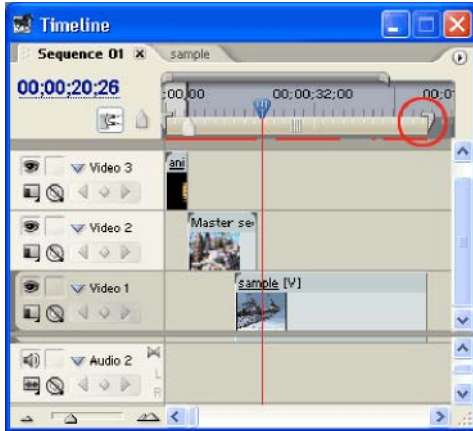 Timeline
Sequence 01 sample
00;00;20;26
;00;00 00;00;32;00 00;0
Video 3
ani
Video 2
Master se
Video 1
sample [V]
Audio 2
L
R